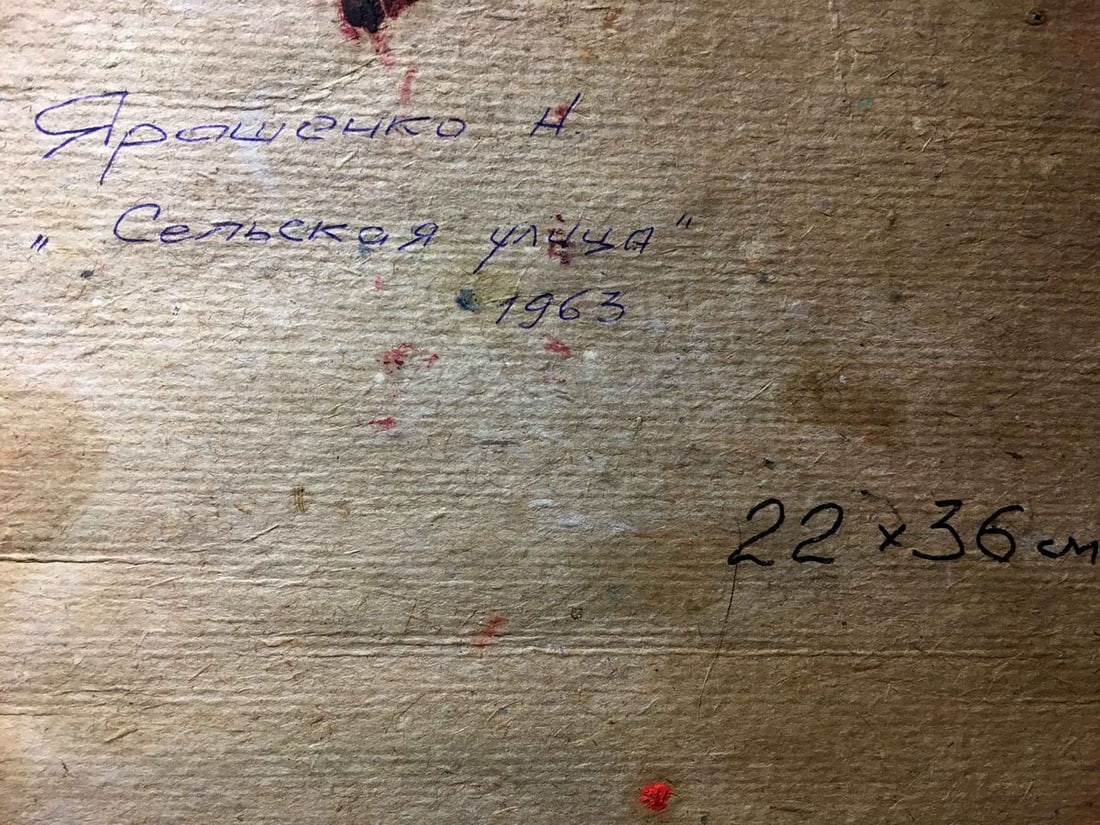 Ярошенко Н.
„ Сельская улица"
1963
22 × 36 см